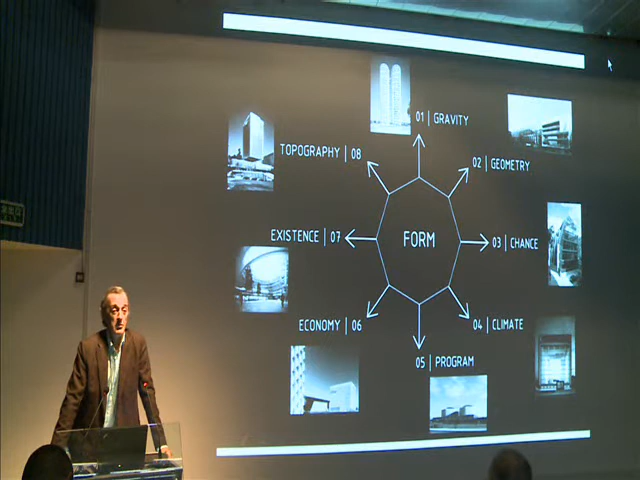 01 | GRAVITY
TOPOGRAPHY | 08
02 | GEOMETRY
EXISTENCE | 07
FORM
03 | CHANCE
ECONOMY | 06
04 | CLIMATE
05 | PROGRAM